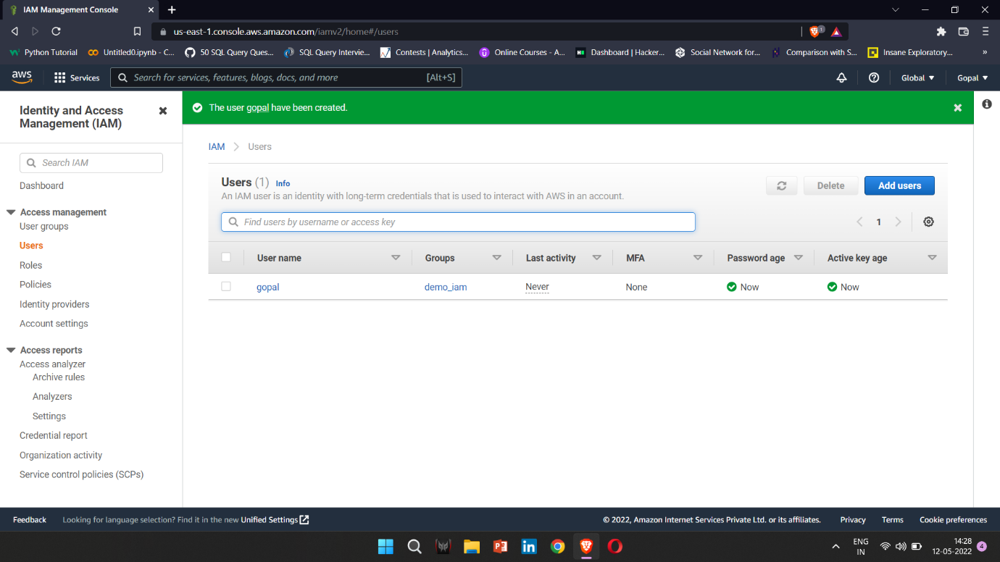 IAM Management Console
us-east-1.console.aws.amazon.com/iamv2/home#/users
1
Python Tutorial
Untitled0.ipynb - C...
50 SQL Query Ques...
SQL Query Intervie...
Contests | Analytics...
Online Courses - A...
Dashboard | Hacker...
Social Network for...
Comparison with S...
Insane Exploratory...
»
aws
Services
Search for services, features, blogs, docs, and more
[Alt+S]
Global
Gopal
Identity and Access
Management (IAM)
Search IAM
Dashboard
Access management
User groups
Users
Roles
Policies
Identity providers
Account settings
Access reports
Access analyzer
Archive rules
Analyzers
Settings
Credential report
Organization activity
Service control policies (SCPs)
The user gopal have been created.
IAM
Users
Users (1) Info
An IAM user is an identity with long-term credentials that is used to interact with AWS in an account.
Delete
Add users
Find users by username or access key
1
User name Groups Last activity MFA Password age Active key age
gopal demo_iam Never None Now Now
Feedback
Looking for language selection? Find it in the new Unified Settings
© 2022, Amazon Internet Services Private Ltd. or its affiliates.
Privacy
Terms
Cookie preferences
ENG
IN
14:28
12-05-2022
4